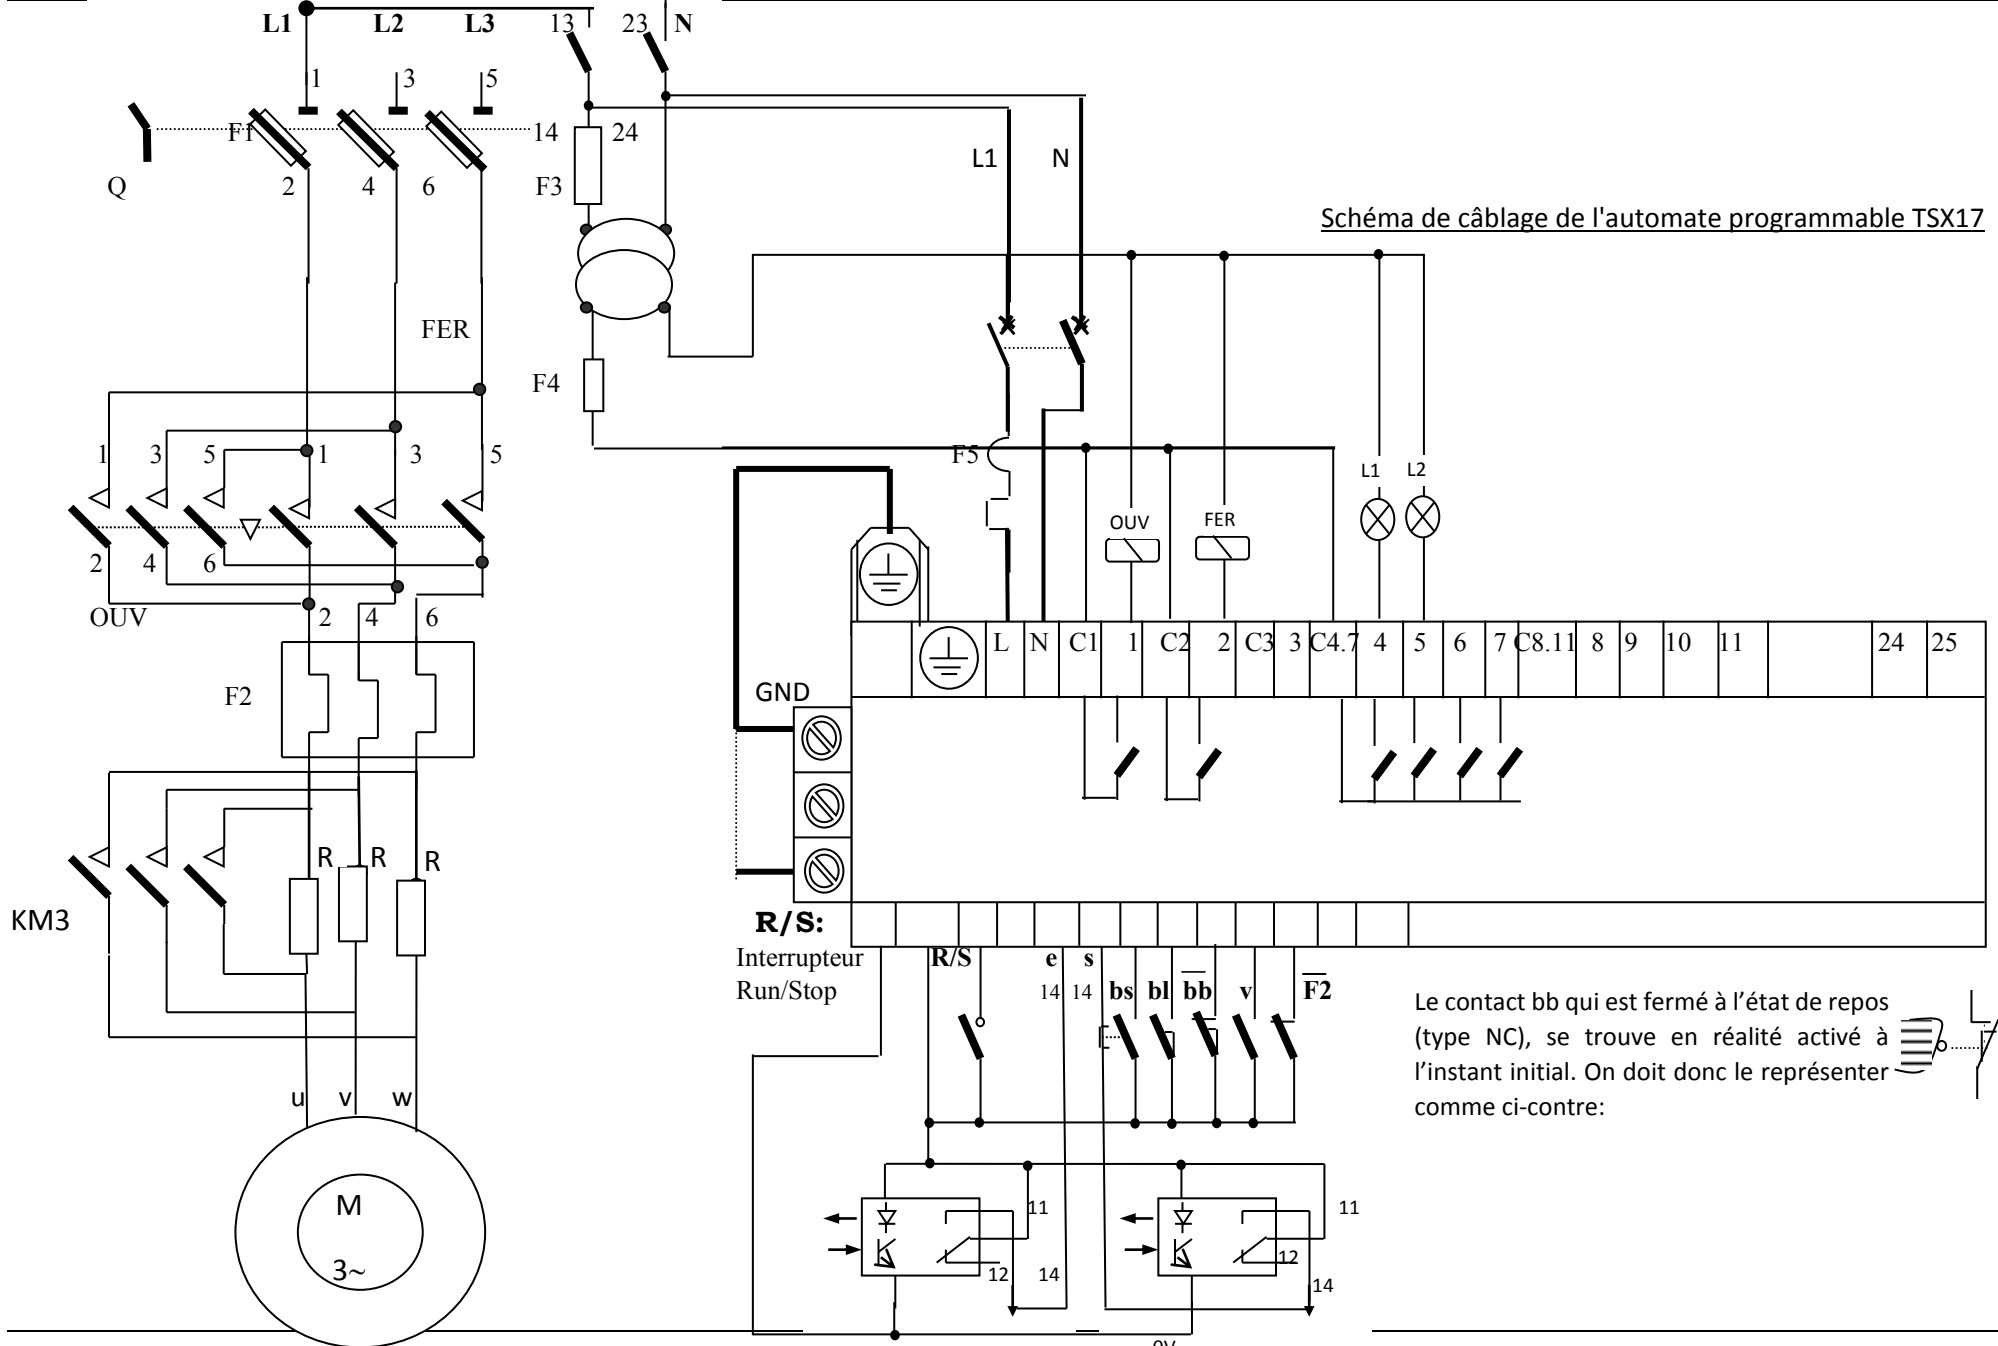 L1 L2 L3 13 23 N
1 3 5
F1 14 24
Q 2 4 6 F3
L1 N
Schéma de câblage de l'automate programmable TSX17
FER
F4
1 3 5 1 3 5
F5
L1 L2
OUV FER
2 4 6
OUV 2 4 6
L N C1 1 C2 2 C3 3 C4.7 4 5 6 7 C8.11 8 9 10 11 24 25
F2
GND
R R R
KM3
R/S:
Interrupteur
Run/Stop
R/S e s
14 14 bs bl bb v F2
Le contact bb qui est fermé à l’état de repos
(type NC), se trouve en réalité activé à
l’instant initial. On doit donc le représenter
comme ci-contre:
u v w
M
3~
11 11
12 14 12
14
0V